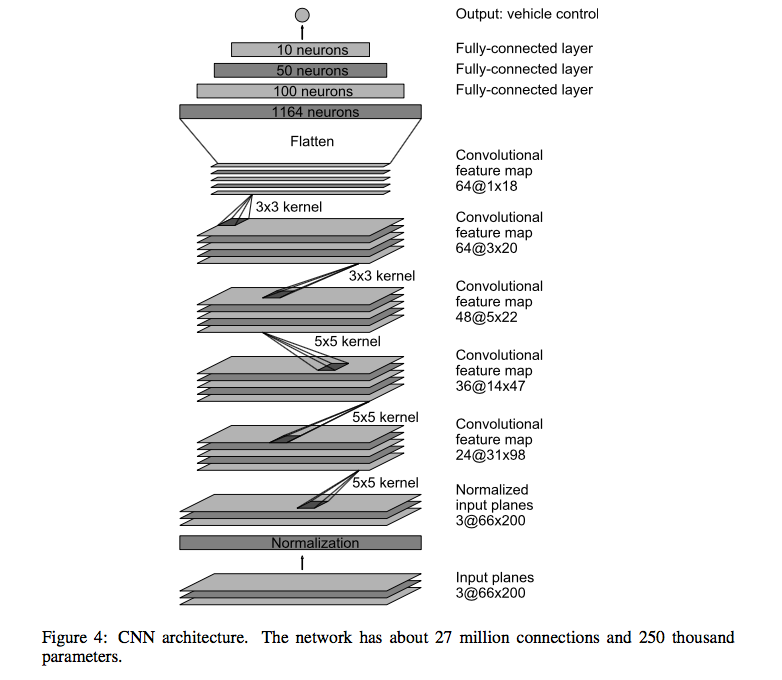 Output: vehicle control
10 neurons
Fully-connected layer
50 neurons
Fully-connected layer
100 neurons
Fully-connected layer
1164 neurons
Flatten
Convolutional
feature map
64@1x18
3x3 kernel
Convolutional
feature map
64@3x20
3x3 kernel
Convolutional
feature map
48@5x22
5x5 kernel
Convolutional
feature map
36@14x47
5x5 kernel
Convolutional
feature map
24@31x98
5x5 kernel
Normalized
input planes
3@66x200
Normalization
Input planes
3@66x200
Figure 4: CNN architecture. The network has about 27 million connections and 250 thousand
parameters.